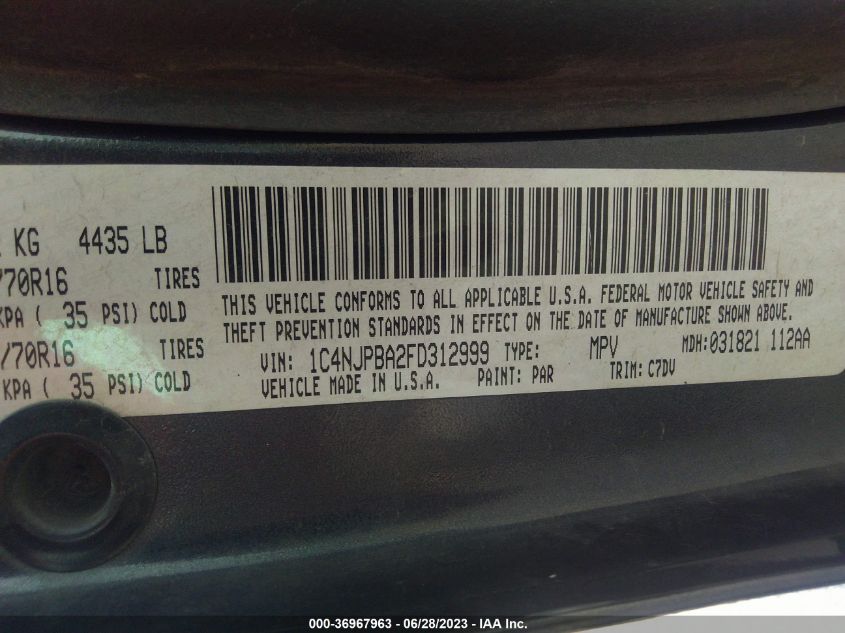 KG 4435 LB
/70R16 TIRES
KPA ( 35 PSI) COLD
/70R16 TIRES
KPA ( 35 PSI) COLD
THIS VEHICLE CONFORMS TO ALL APPLICABLE U.S.A. FEDERAL MOTOR VEHICLE SAFETY AND
THEFT PREVENTION STANDARDS IN EFFECT ON THE DATE OF MANUFACTURE SHOWN ABOVE.
VIN: 1C4NJPBA2FD312999 TYPE: MPV MDH: 031821 112AA
VEHICLE MADE IN U.S.A. PAINT: PAR TRIM: C7DV
000-36967963 - 06/28/2023 - IAA Inc.